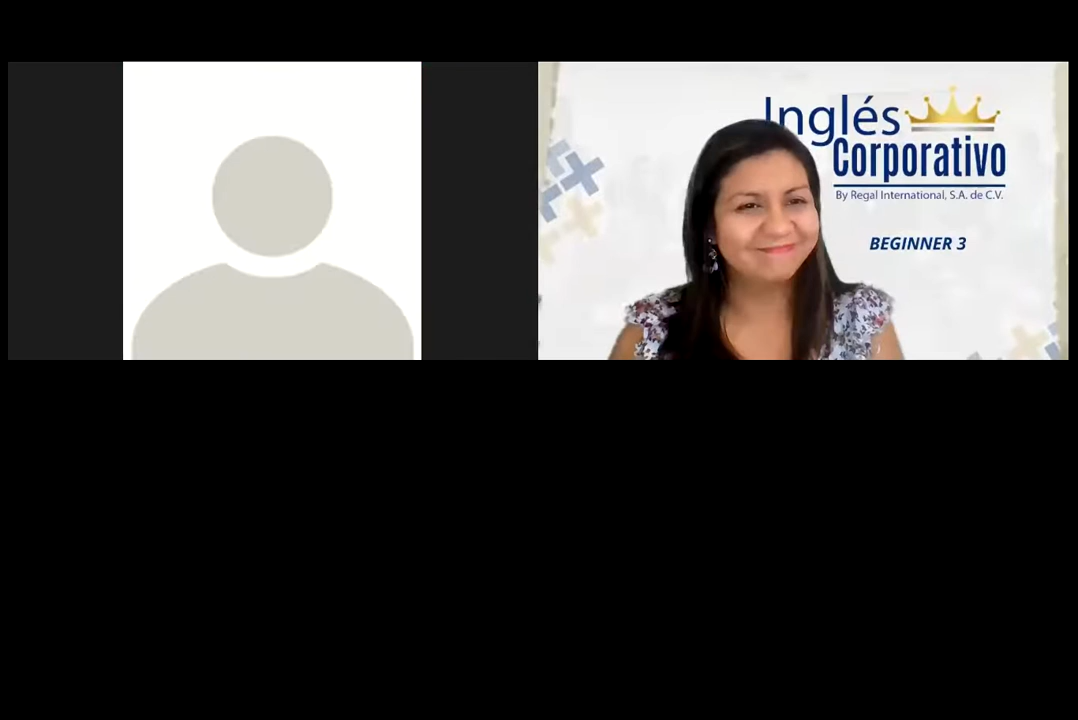 Inglés
Corporativo
By Regal International, S.A. de C.V.
BEGINNER 3